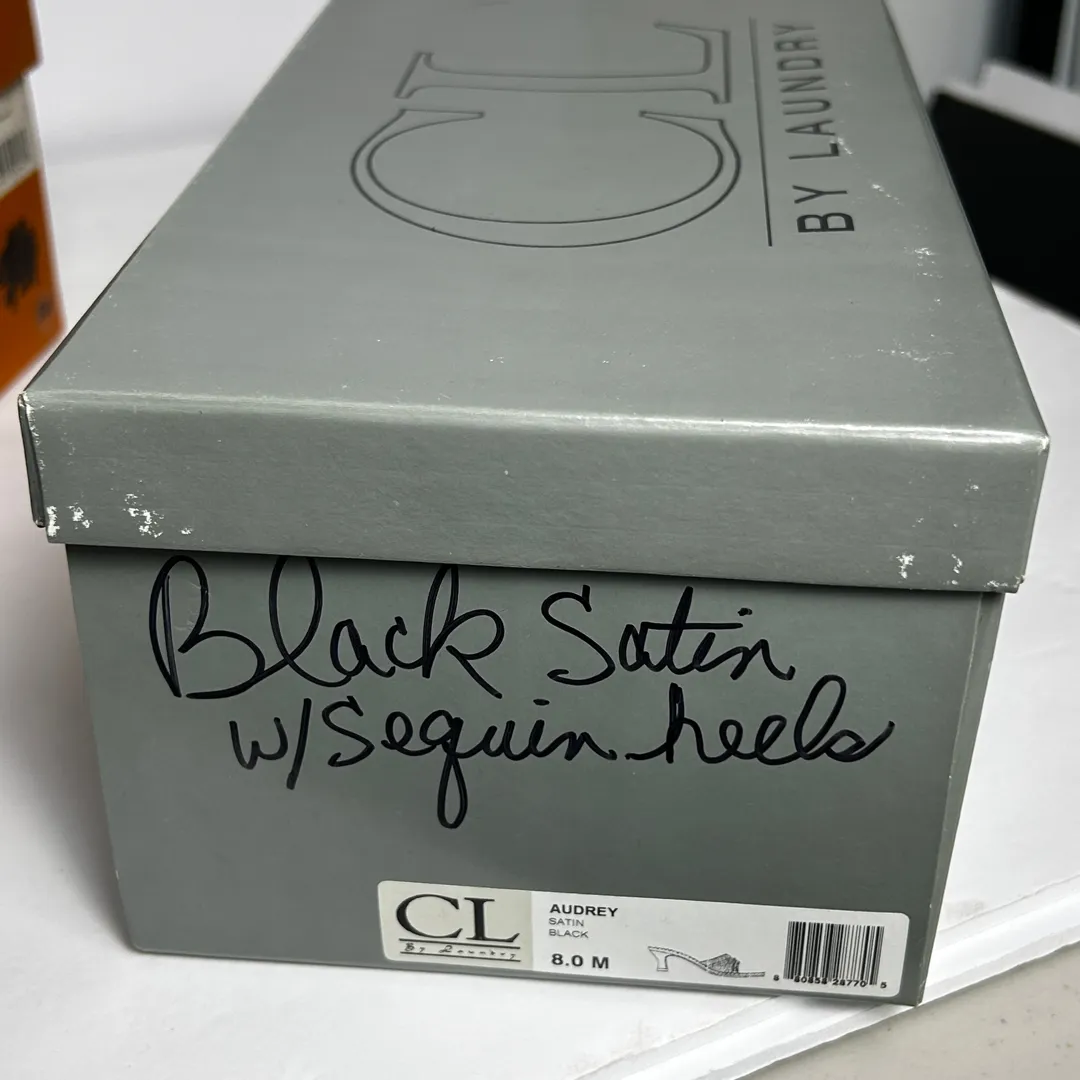 CL
BY LAUNDRY
Black Satin
w/Sequin heels
CL
By Laundry
AUDREY
SATIN
BLACK
8.0 M